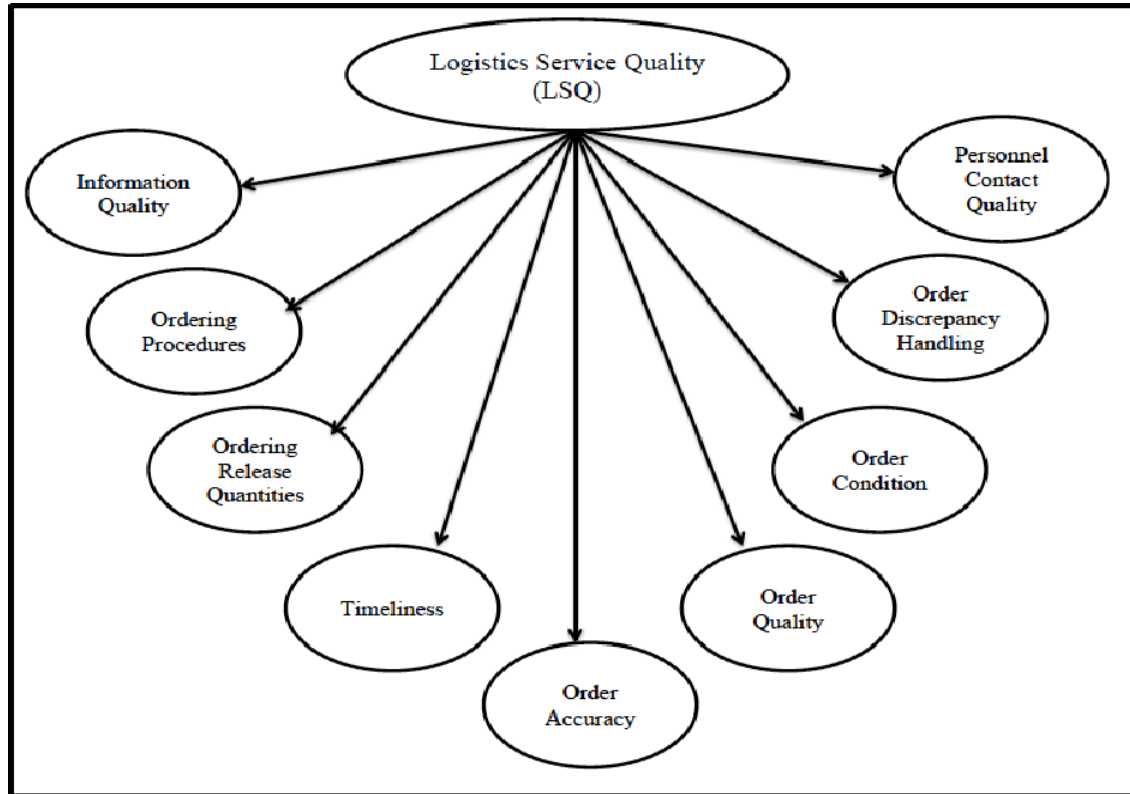 Logistics Service Quality
(LSQ)
Information
Quality
Personnel
Contact
Quality
Ordering
Procedures
Order
Discrepancy
Handling
Ordering
Release
Quantities
Order
Condition
Timeliness
Order
Quality
Order
Accuracy